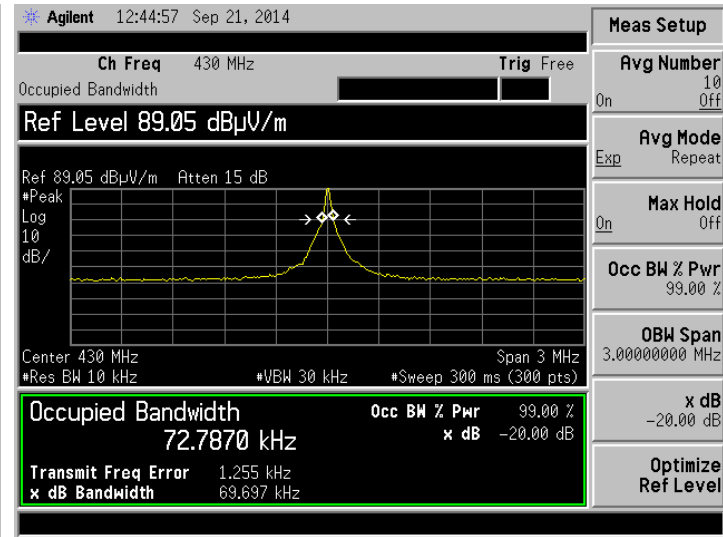 Agilent 12:44:57 Sep 21, 2014
Ch Freq 430 MHz Trig Free
Occupied Bandwidth
Ref Level 89.05 dBµV/m
Ref 89.05 dBµV/m Atten 15 dB
#Peak
Log
10
dB/
Center 430 MHz Span 3 MHz
#Res BW 10 kHz #VBW 30 kHz #Sweep 300 ms (300 pts)
Occupied Bandwidth Occ BW % Pwr 99.00 %
72.7870 kHz x dB -20.00 dB
Transmit Freq Error 1.255 kHz
x dB Bandwidth 69.697 kHz
Meas Setup
Avg Number
10
On Off
Avg Mode
Exp Repeat
Max Hold
On Off
Occ BW % Pwr
99.00 %
OBW Span
3.00000000 MHz
x dB
-20.00 dB
Optimize
Ref Level